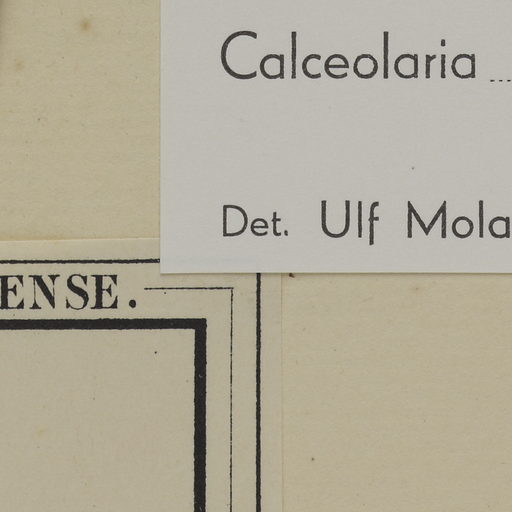 Calceolaria
Det. Ulf Mola
ENSE.